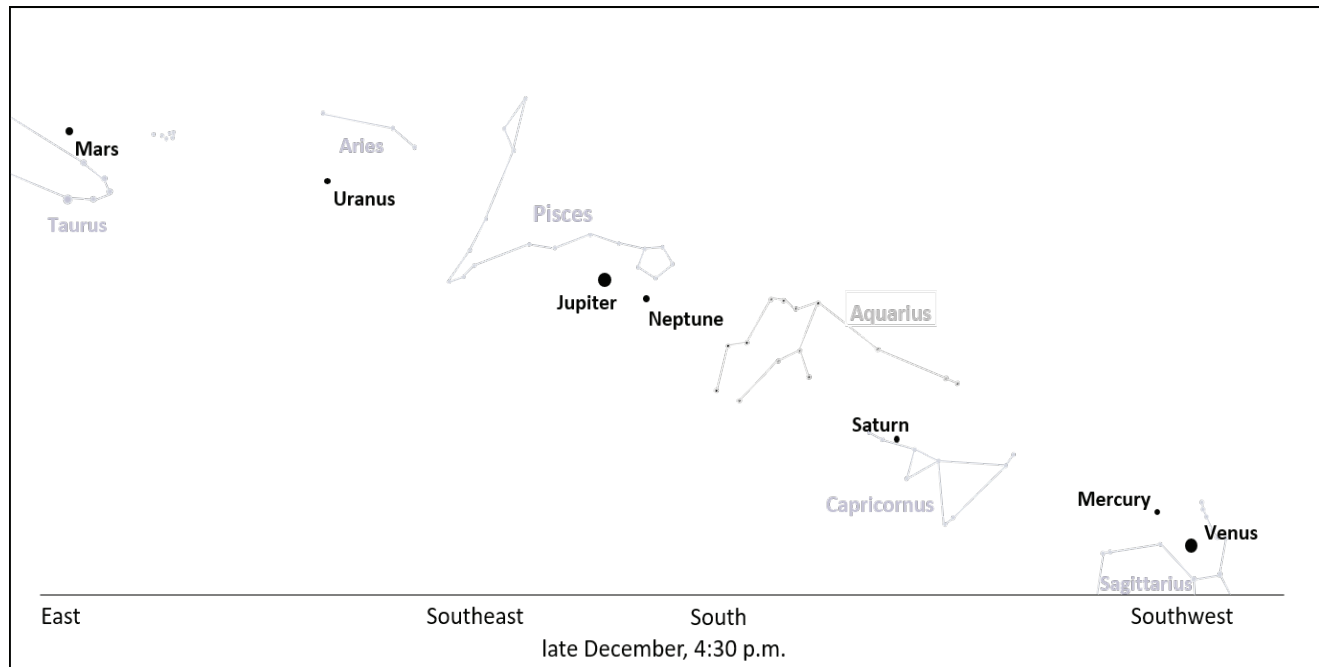 Mars
Aries
Uranus
Taurus
Pisces
Jupiter
Neptune
Aquarius
Saturn
Capricornus
Mercury
Venus
Sagittarius
East
Southeast
South
Southwest
late December, 4:30 p.m.